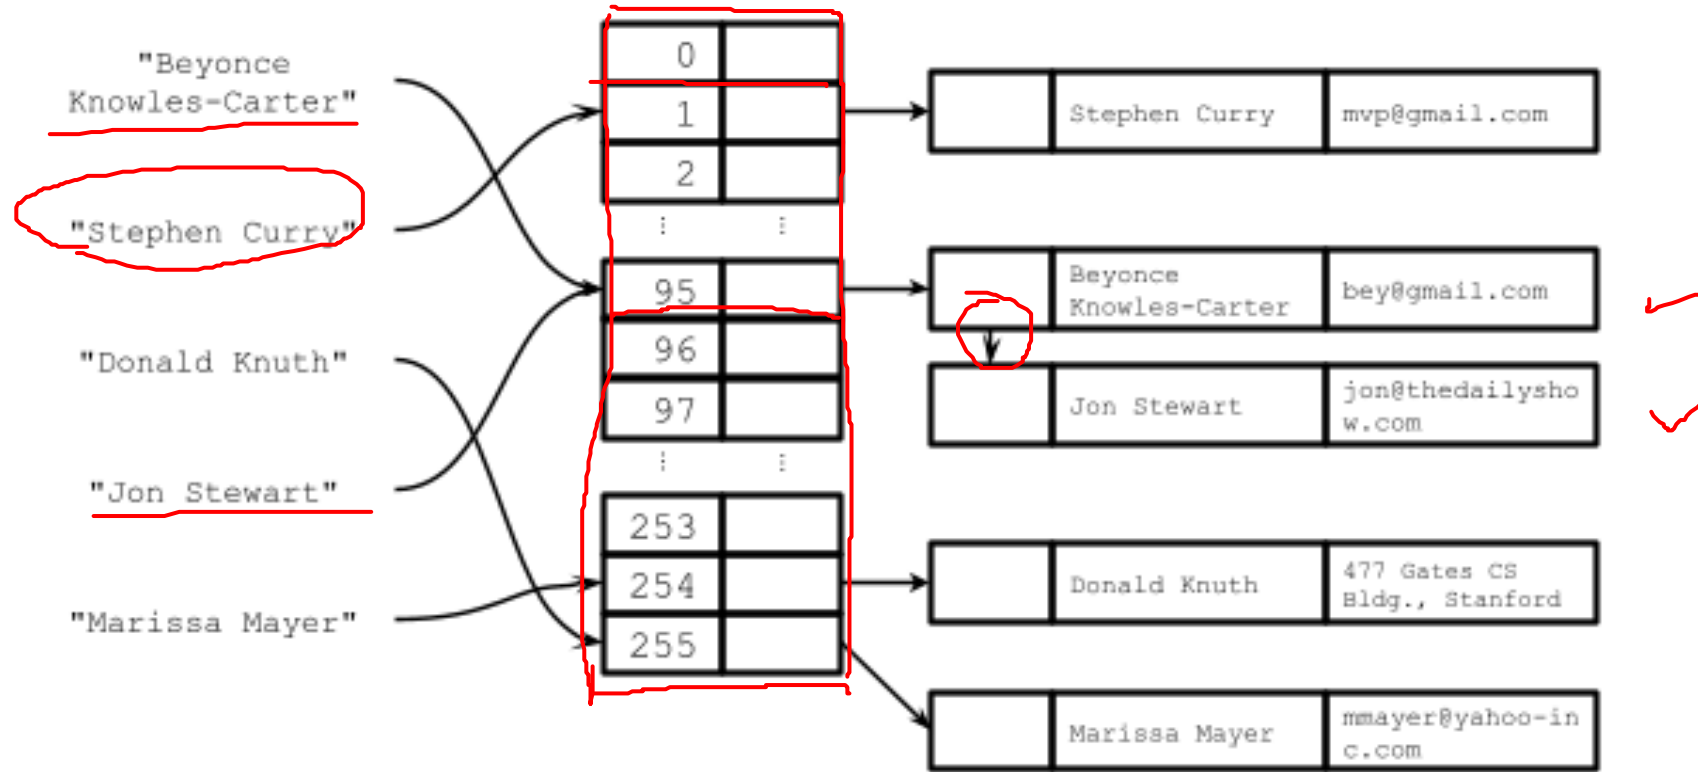 "Beyonce
Knowles-Carter"
"Stephen Curry"
"Donald Knuth"
"Jon Stewart"
"Marissa Mayer"
0
1
2
⋮ ⋮
95
96
97
⋮ ⋮
253
254
255
Stephen Curry
mvp@gmail.com
Beyonce
Knowles-Carter
bey@gmail.com
Jon Stewart
jon@thedailysho
w.com
Donald Knuth
477 Gates CS
Bldg., Stanford
Marissa Mayer
mmayer@yahoo-in
c.com